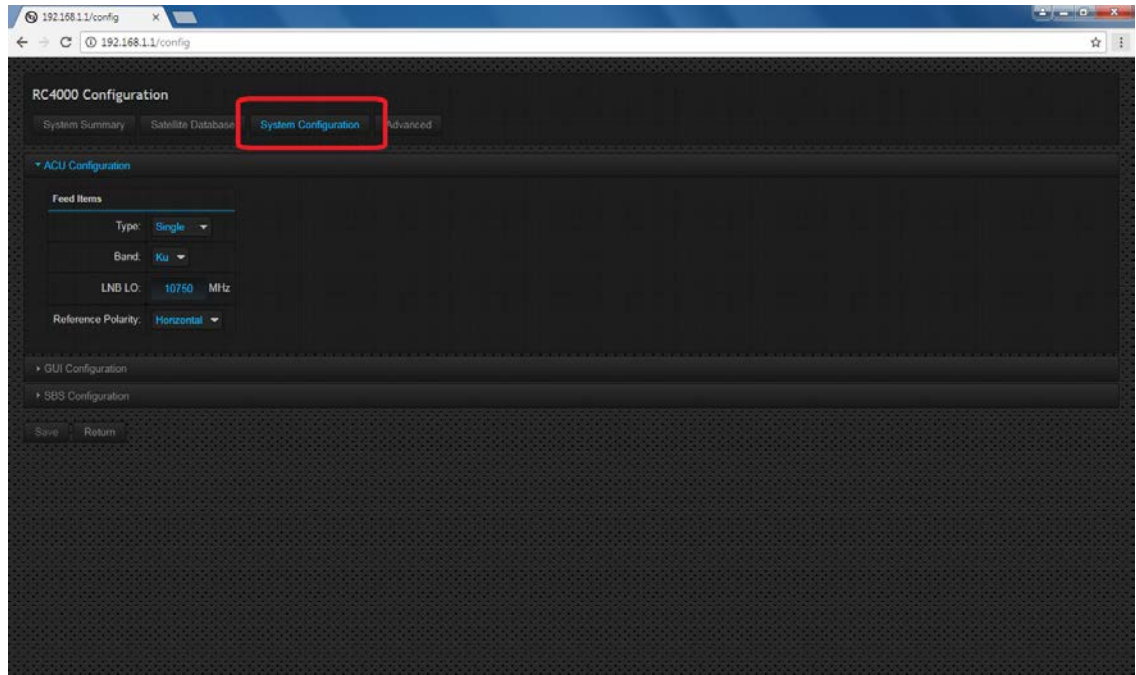 192.168.1.1/config
192.168.1.1/config
RC4000 Configuration
System Summary Satellite Database System Configuration Advanced
ACU Configuration
Feed Items
Type: Single
Band: Ku
LNB LO: 10750 MHz
Reference Polarity: Horizontal
GUI Configuration
SBS Configuration
Save Return